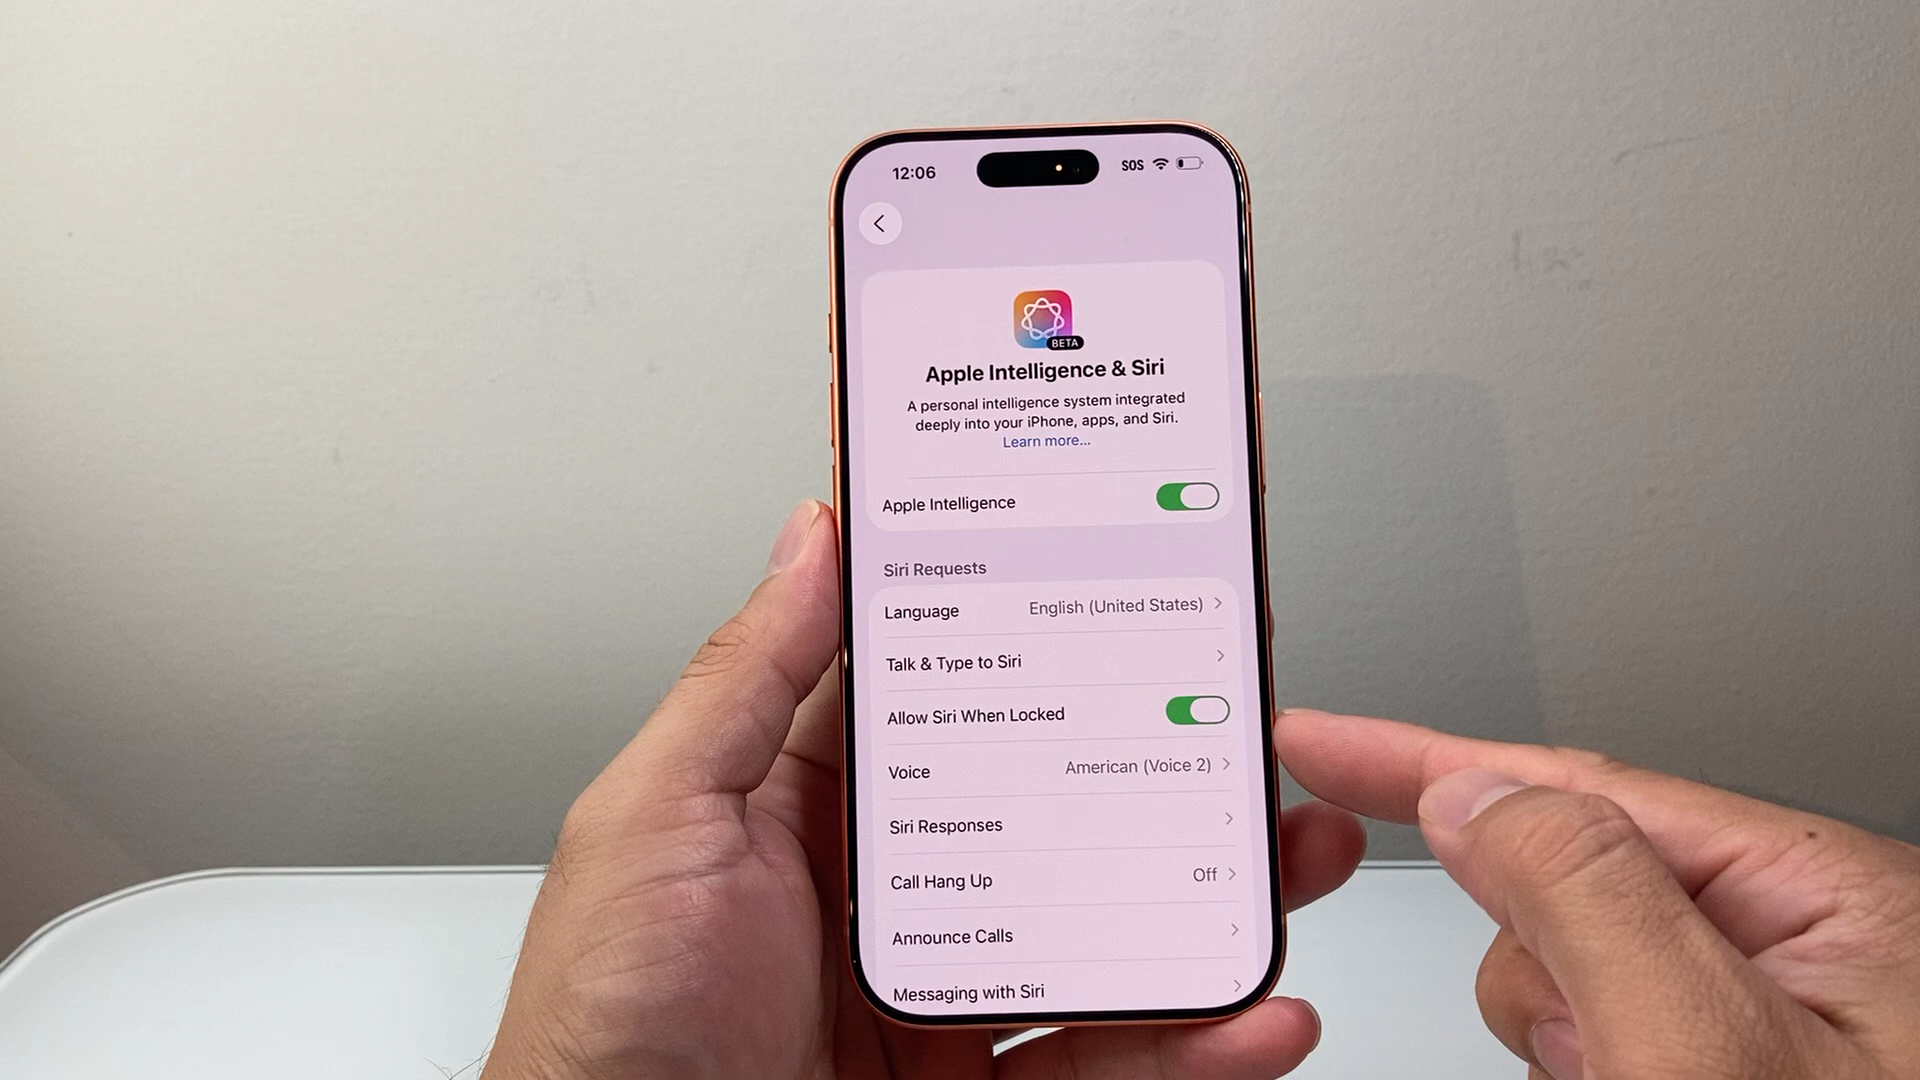 12:06
SOS
BETA
Apple Intelligence & Siri
A personal intelligence system integrated
deeply into your iPhone, apps, and Siri.
Learn more...
Apple Intelligence
Siri Requests
Language English (United States)
Talk & Type to Siri
Allow Siri When Locked
Voice American (Voice 2)
Siri Responses
Call Hang Up Off
Announce Calls
Messaging with Siri